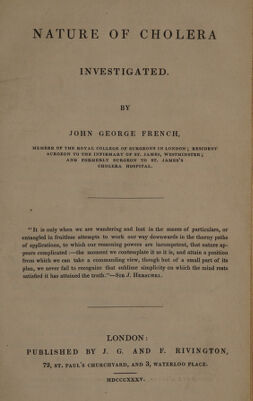 NATURE OF CHOLERA
INVESTIGATED.
BY
JOHN GEORGE FRENCH,
MEMBER OF THE ROYAL COLLEGE OF SURGEONS IN LONDON; RESIDENT
SURGEON TO THE INFIRMARY OF ST. JAMES, WESTMINSTER;
AND FORMERLY SURGEON TO ST. JAMES'S
CHOLERA HOSPITAL.
"It is only when we are wandering and lost in the mazes of particulars, or
entangled in fruitless attempts to work our way downwards in the thorny paths
of applications, to which our reasoning powers are incompetent, that nature ap-
pears complicated:—the moment we contemplate it as it is, and attain a position
from which we can take a commanding view, though but of a small part of its
plan, we never fail to recognize that sublime simplicity on which the mind rests
satisfied it has attained the truth."—SIR J. HERSCHEL.
LONDON:
PUBLISHED BY J. G. AND F. RIVINGTON,
72, ST. PAUL'S CHURCHYARD, AND 3, WATERLOO PLACE.
MDCCCXXXV.